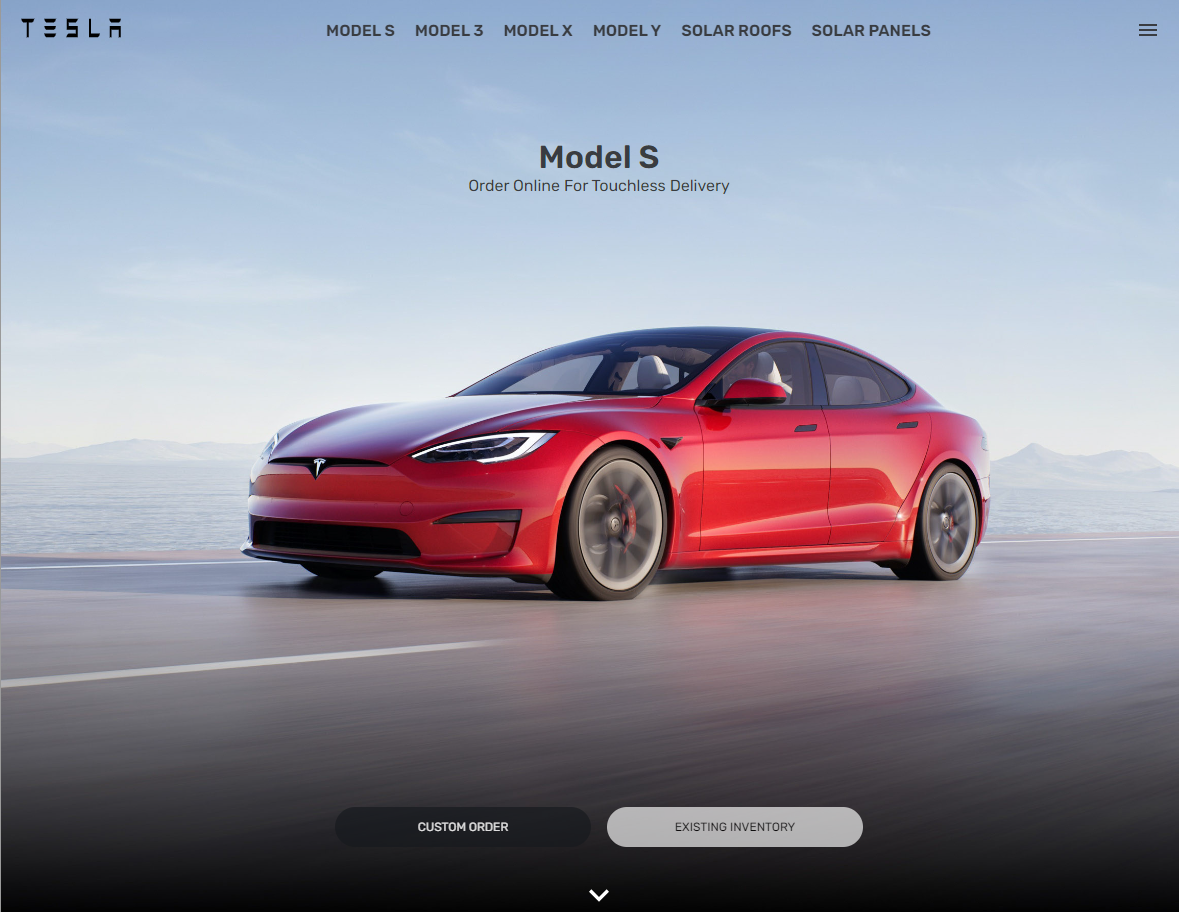 TESLA
MODEL S MODEL 3 MODEL X MODEL Y SOLAR ROOFS SOLAR PANELS
Model S
Order Online For Touchless Delivery
CUSTOM ORDER EXISTING INVENTORY